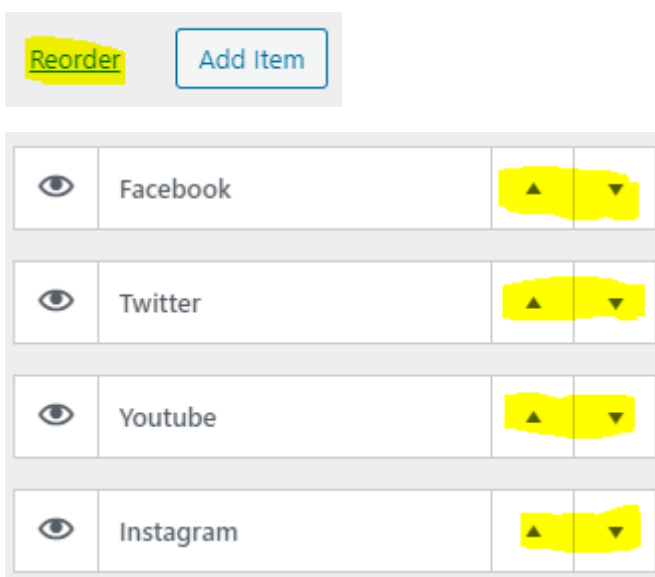 Reorder Add Item
Facebook
Twitter
Youtube
Instagram